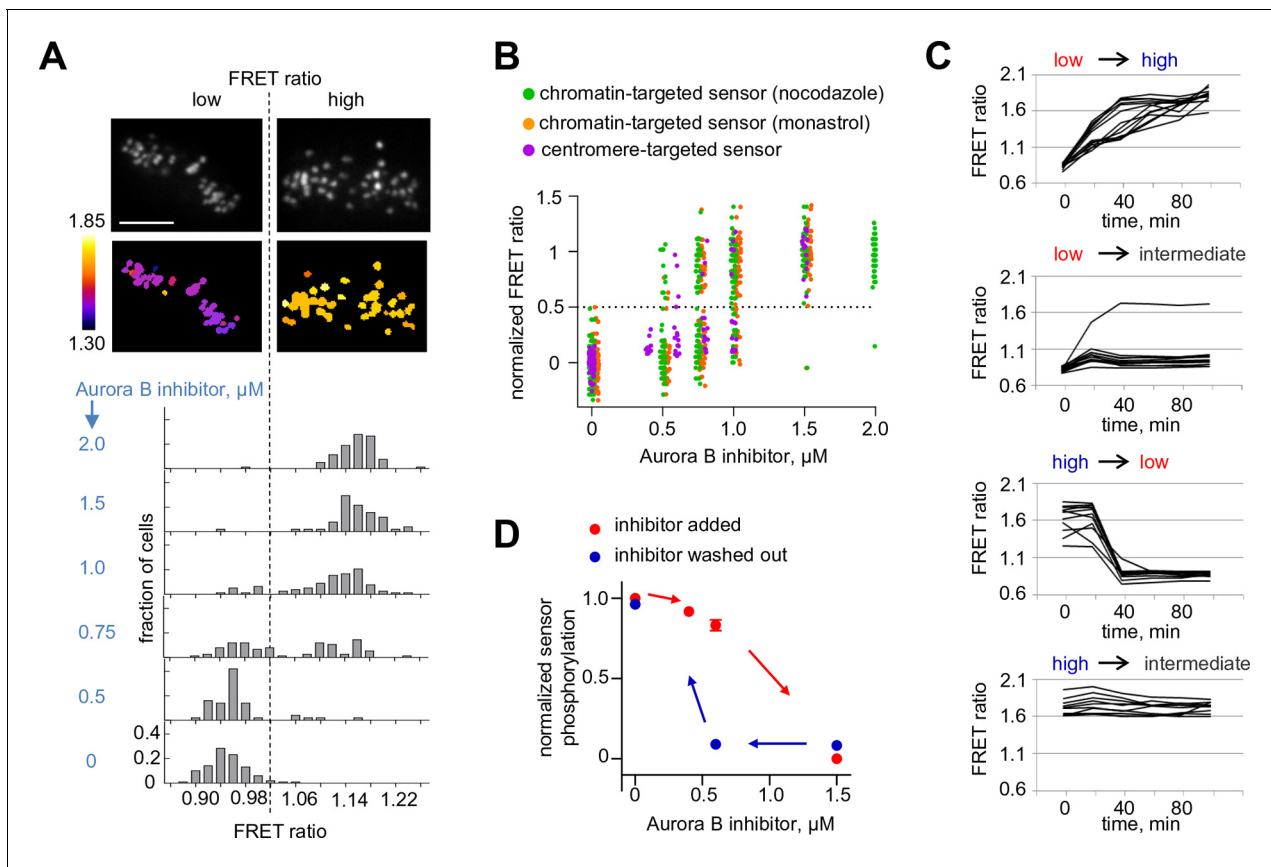 A
FRET ratio
low
high
1.85
1.30
Aurora B inhibitor, µM
2.0
1.5
1.0
0.75
0.5
0
fraction of cells
0.4
0.2
0
0.90 0.98 1.06 1.14 1.22
FRET ratio
B
chromatin-targeted sensor (nocodazole)
chromatin-targeted sensor (monastrol)
centromere-targeted sensor
normalized FRET ratio
1.5
1
0.5
0
0 0.5 1.0 1.5 2.0
Aurora B inhibitor, µM
D
inhibitor added
inhibitor washed out
normalized sensor
phosphorylation
1.0
0.5
0
0 0.5 1.0 1.5
Aurora B inhibitor, µM
C
low high
FRET ratio
2.1
1.6
1.1
0.6
0 40 80
time, min
low intermediate
FRET ratio
2.1
1.6
1.1
0.6
0 40 80
time, min
high low
FRET ratio
2.1
1.6
1.1
0.6
0 40 80
time, min
high intermediate
FRET ratio
2.1
1.6
1.1
0.6
0 40 80
time, min